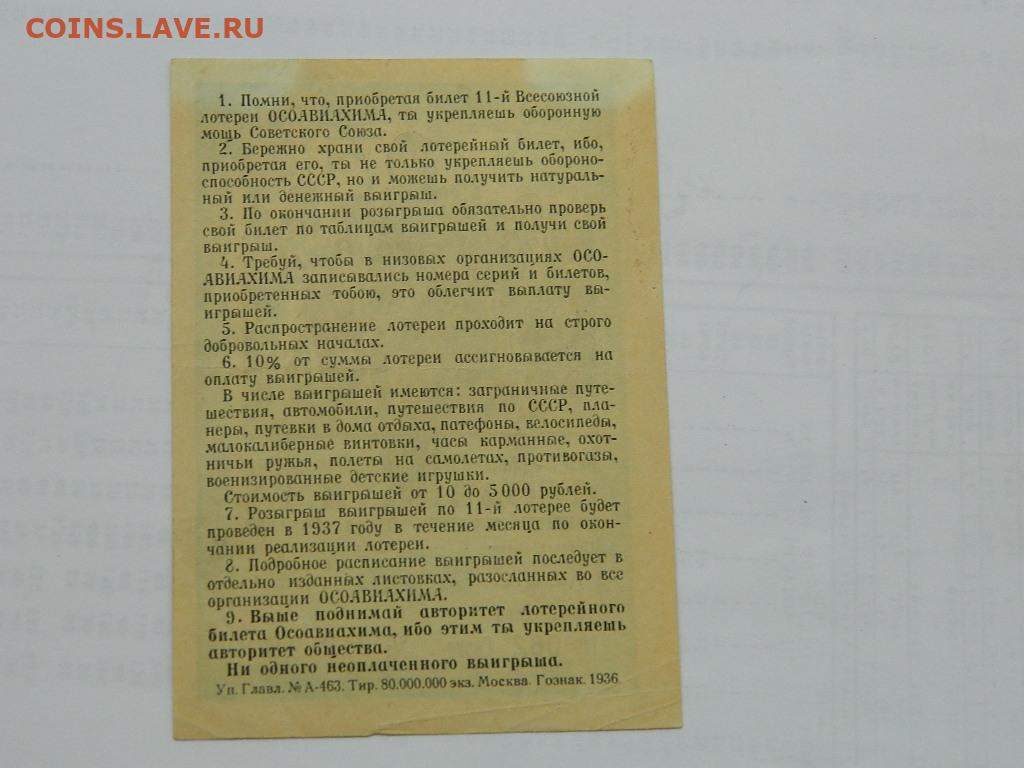 COINS.LAVE.RU
1. Помни, что, приобретая билет 11-й Всесоюзной
лотереи ОСОАВИАХИМА, ты укрепляешь оборонную
мощь Советского Союза.
2. Бережно храни свой лотерейный билет, ибо,
приобретая его, ты не только укрепляешь обороно-
способность СССР, но и можешь получить натураль-
ный или денежный выигрыш.
3. По окончании розыгрыша обязательно проверь
свой билет по таблицам выигрышей и получи свой
выигрыш.
4. Требуй, чтобы в низовых организациях ОСО-
АВИАХИМА записывались номера серий и билетов,
приобретенных тобою, это облегчит выплату вы-
игрышей.
5. Распространение лотереи проходит на строго
добровольных началах.
6. 10% от суммы лотереи ассигновывается на
оплату выигрышей.
В числе выигрышей имеются: заграничные путе-
шествия, автомобили, путешествия по СССР, пла-
неры, путевки в дома отдыха, патефоны, велосипеды,
малокалиберные винтовки, часы карманные, охот-
ничьи ружья, полеты на самолетах, противогазы,
военизированные детские игрушки.
Стоимость выигрышей от 10 до 5000 рублей.
7. Розыгрыш выигрышей по 11-й лотерее будет
проведен в 1937 году в течение месяца по окон-
чании реализации лотереи.
8. Подробное расписание выигрышей последует в
отдельно изданных листовках, разосланных во все
организации ОСОАВИАХИМА.
9. Выше поднимай авторитет лотерейного
билета Осоавиахима, ибо этим ты укрепляешь
авторитет общества.
Ни одного неоплаченного выигрыша.
Уп. Главл. № А-463. Тир. 80.000.000 экз. Москва. Гознак. 1936